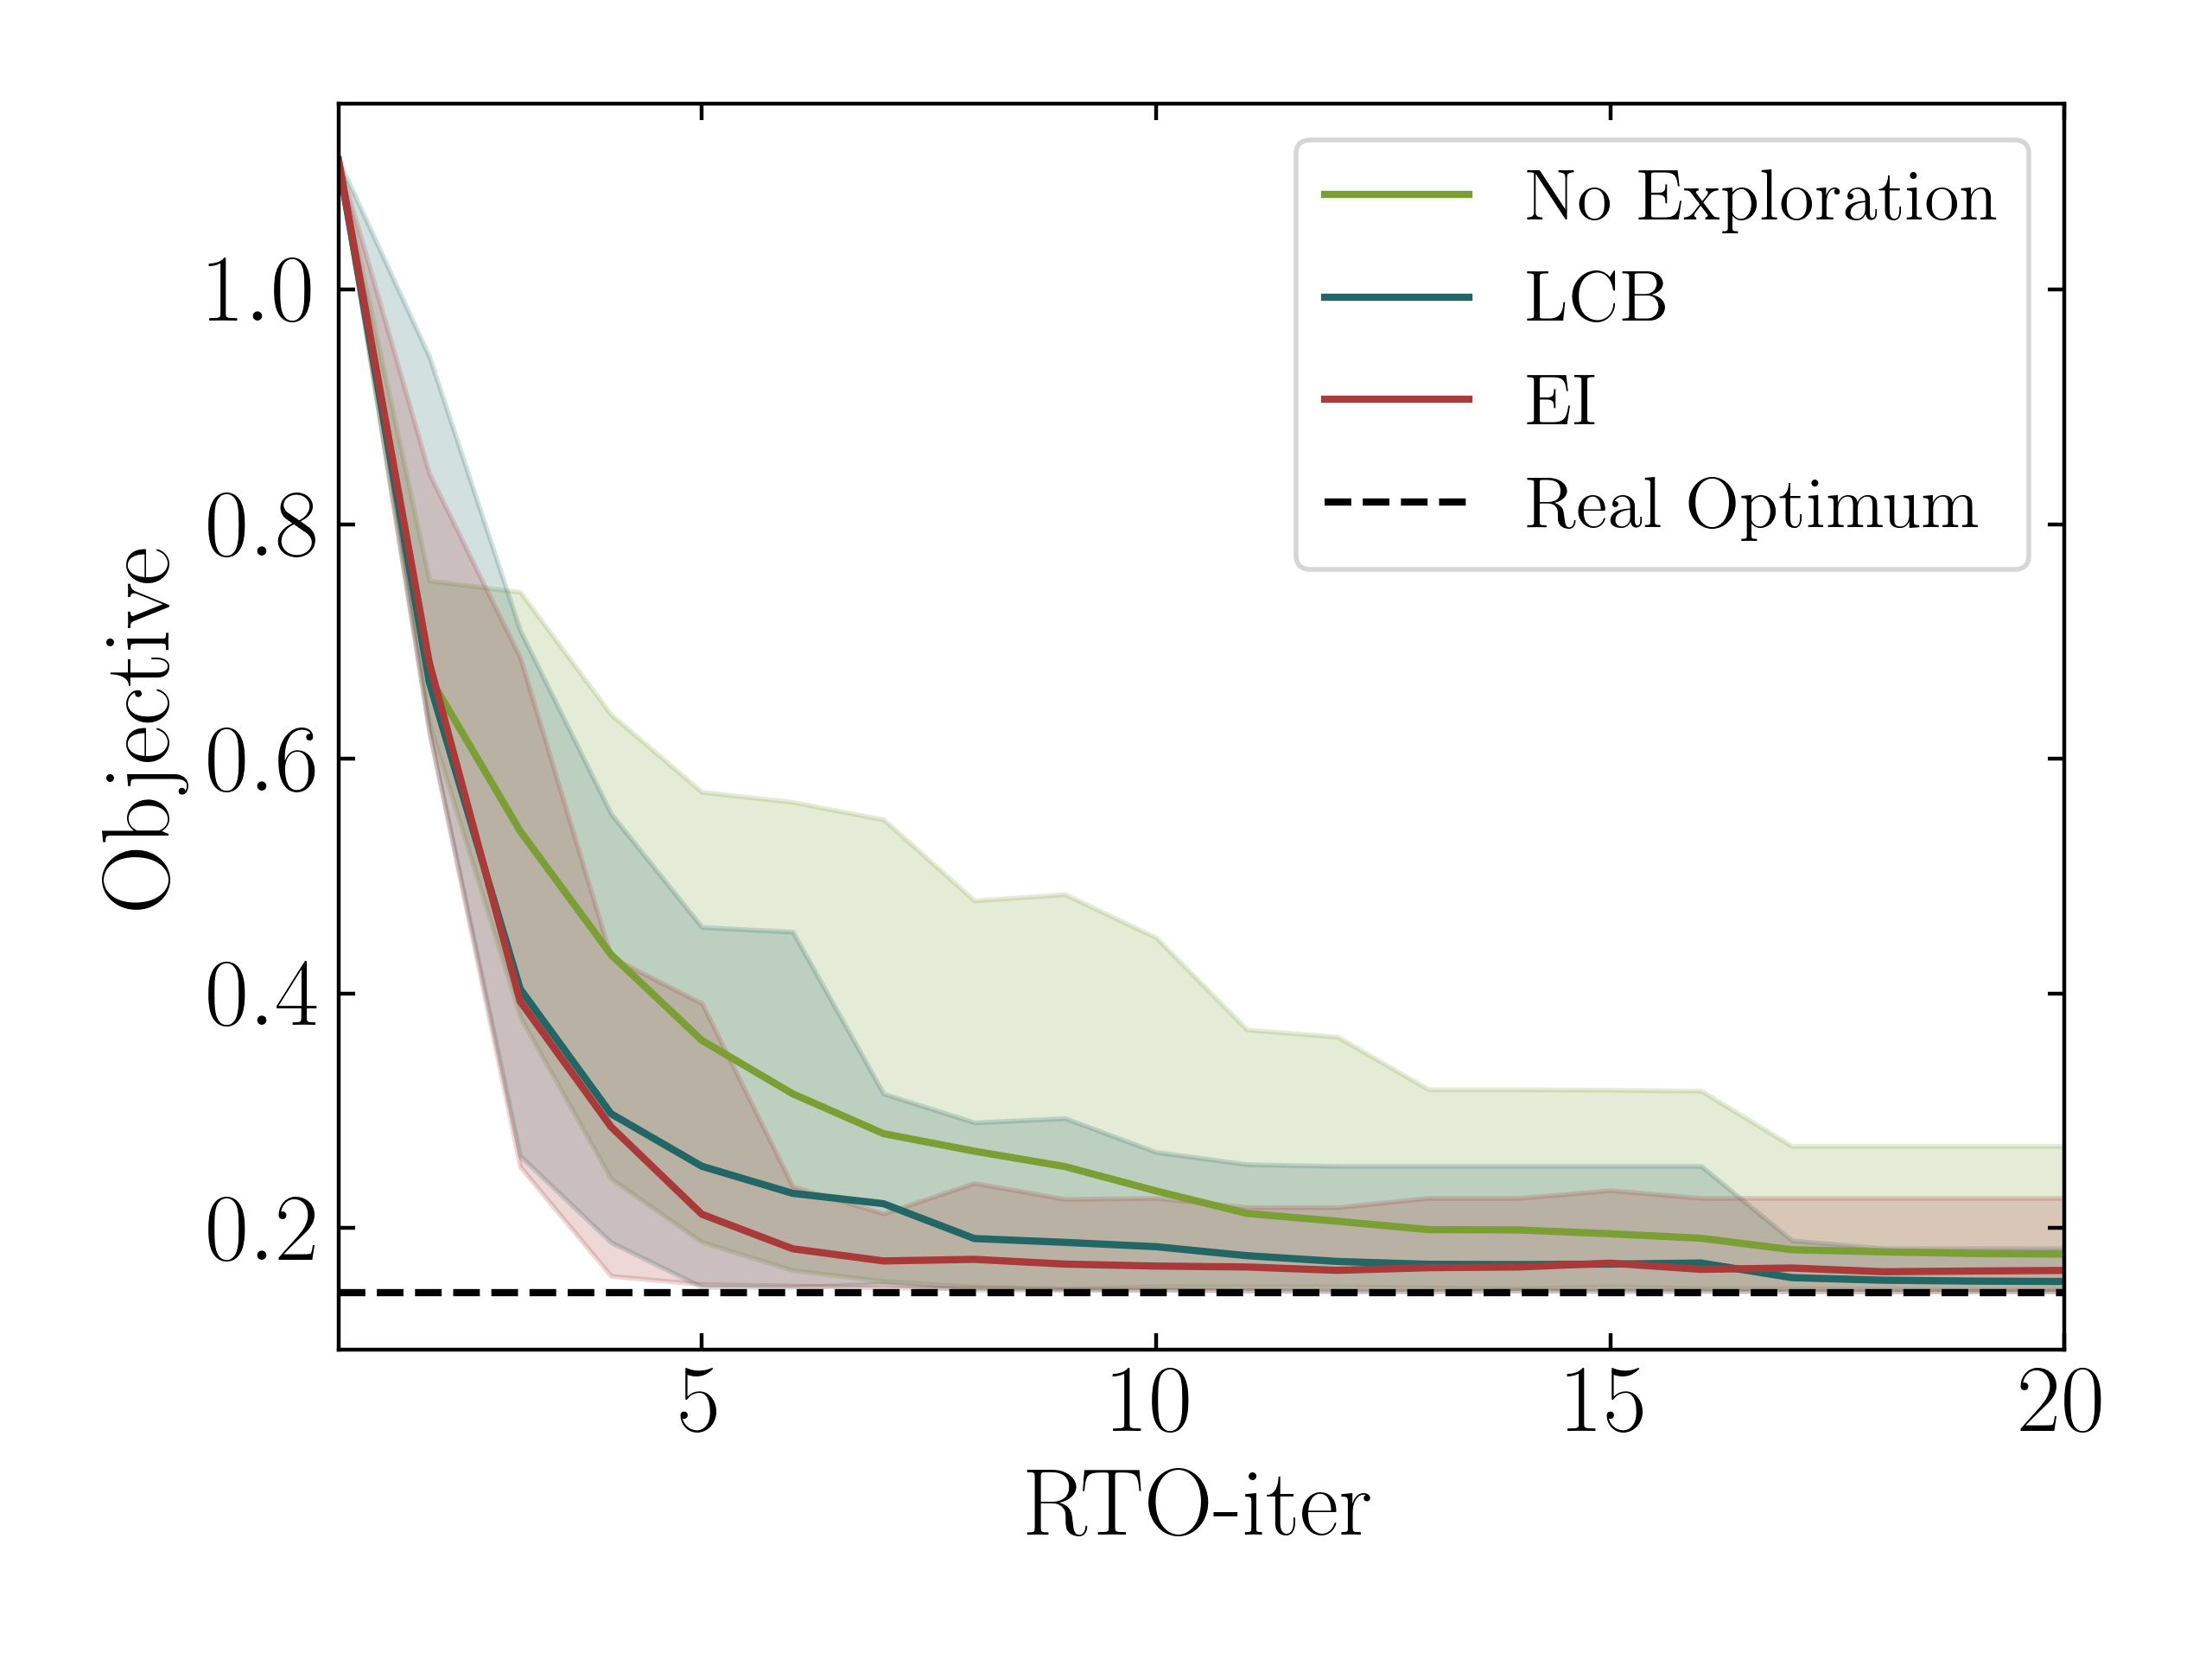 No Exploration
LCB
EI
Real Optimum
1.0
0.8
0.6
0.4
0.2
Objective
5 10 15 20
RTO-iter